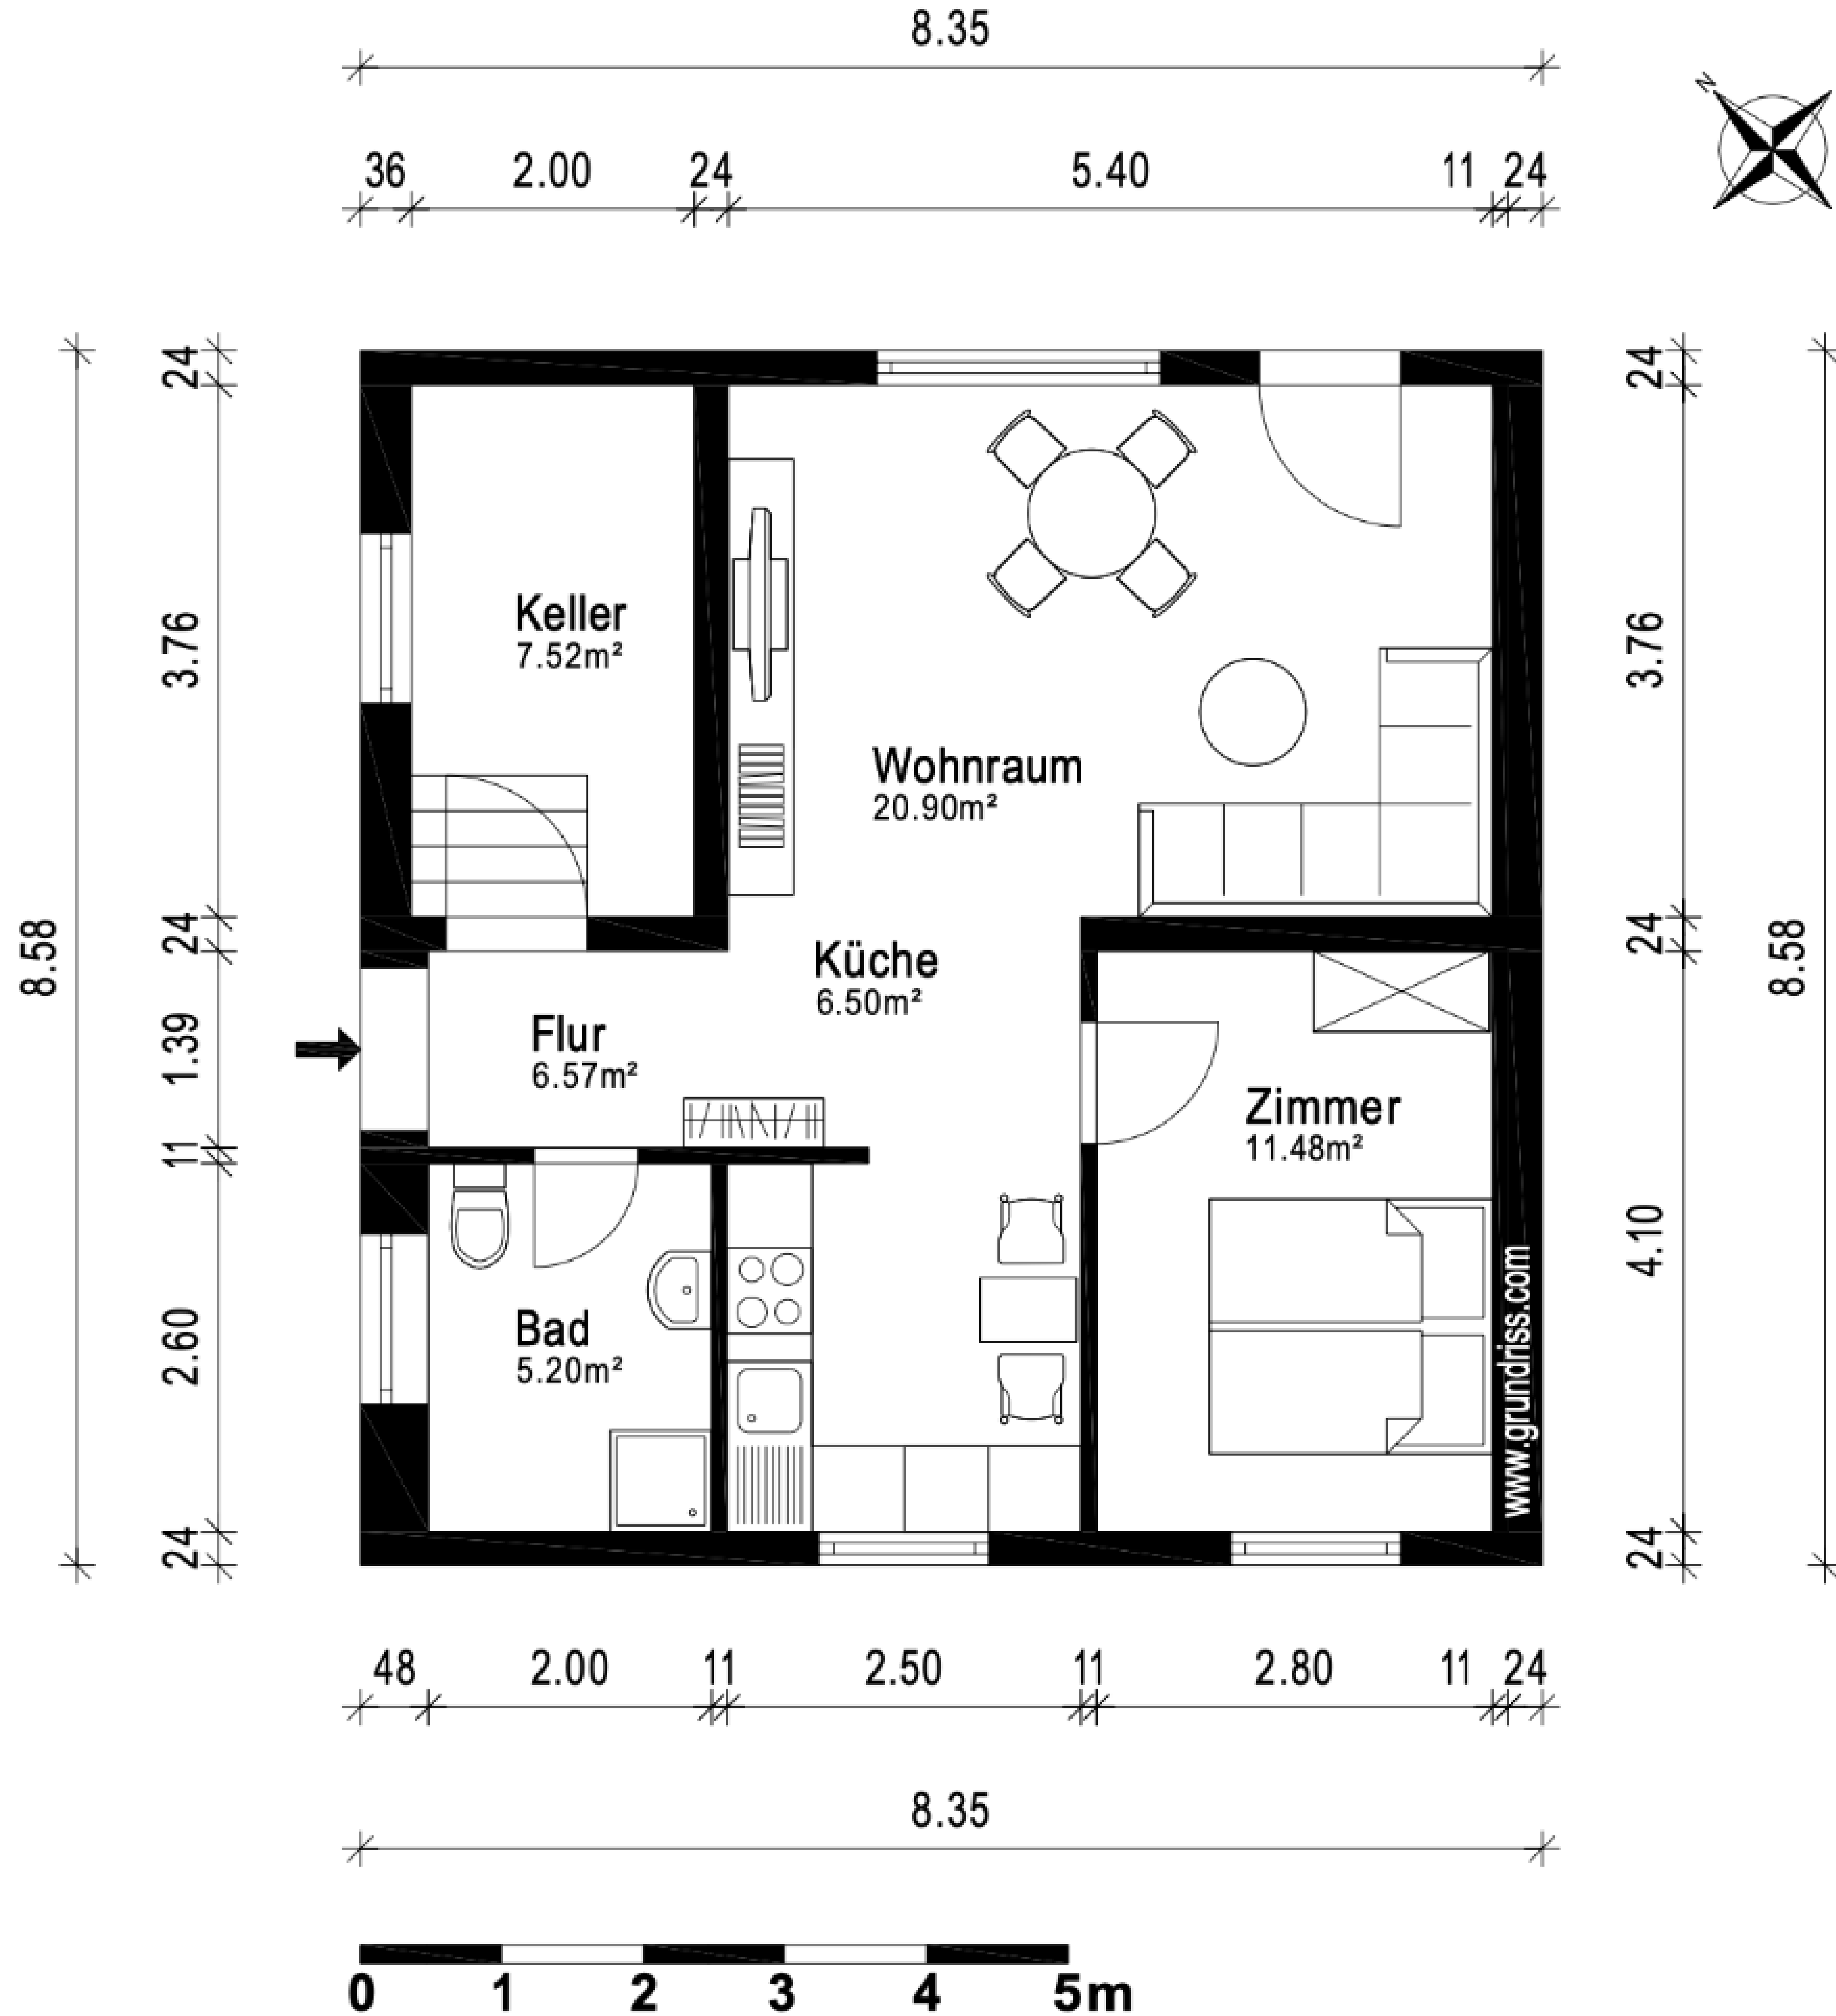 8.35
N
36 2.00 24 5.40 11 24
24 24
3.76 3.76
Keller
7.52m²
Wohnraum
20.90m²
24 24
8.58 8.58
Küche
6.50m²
Flur
6.57m²
1.39
Zimmer
11.48m²
11
4.10
Bad
5.20m²
2.60
www.grundriss.com
24 24
48 2.00 11 2.50 11 2.80 11 24
8.35
0 1 2 3 4 5m